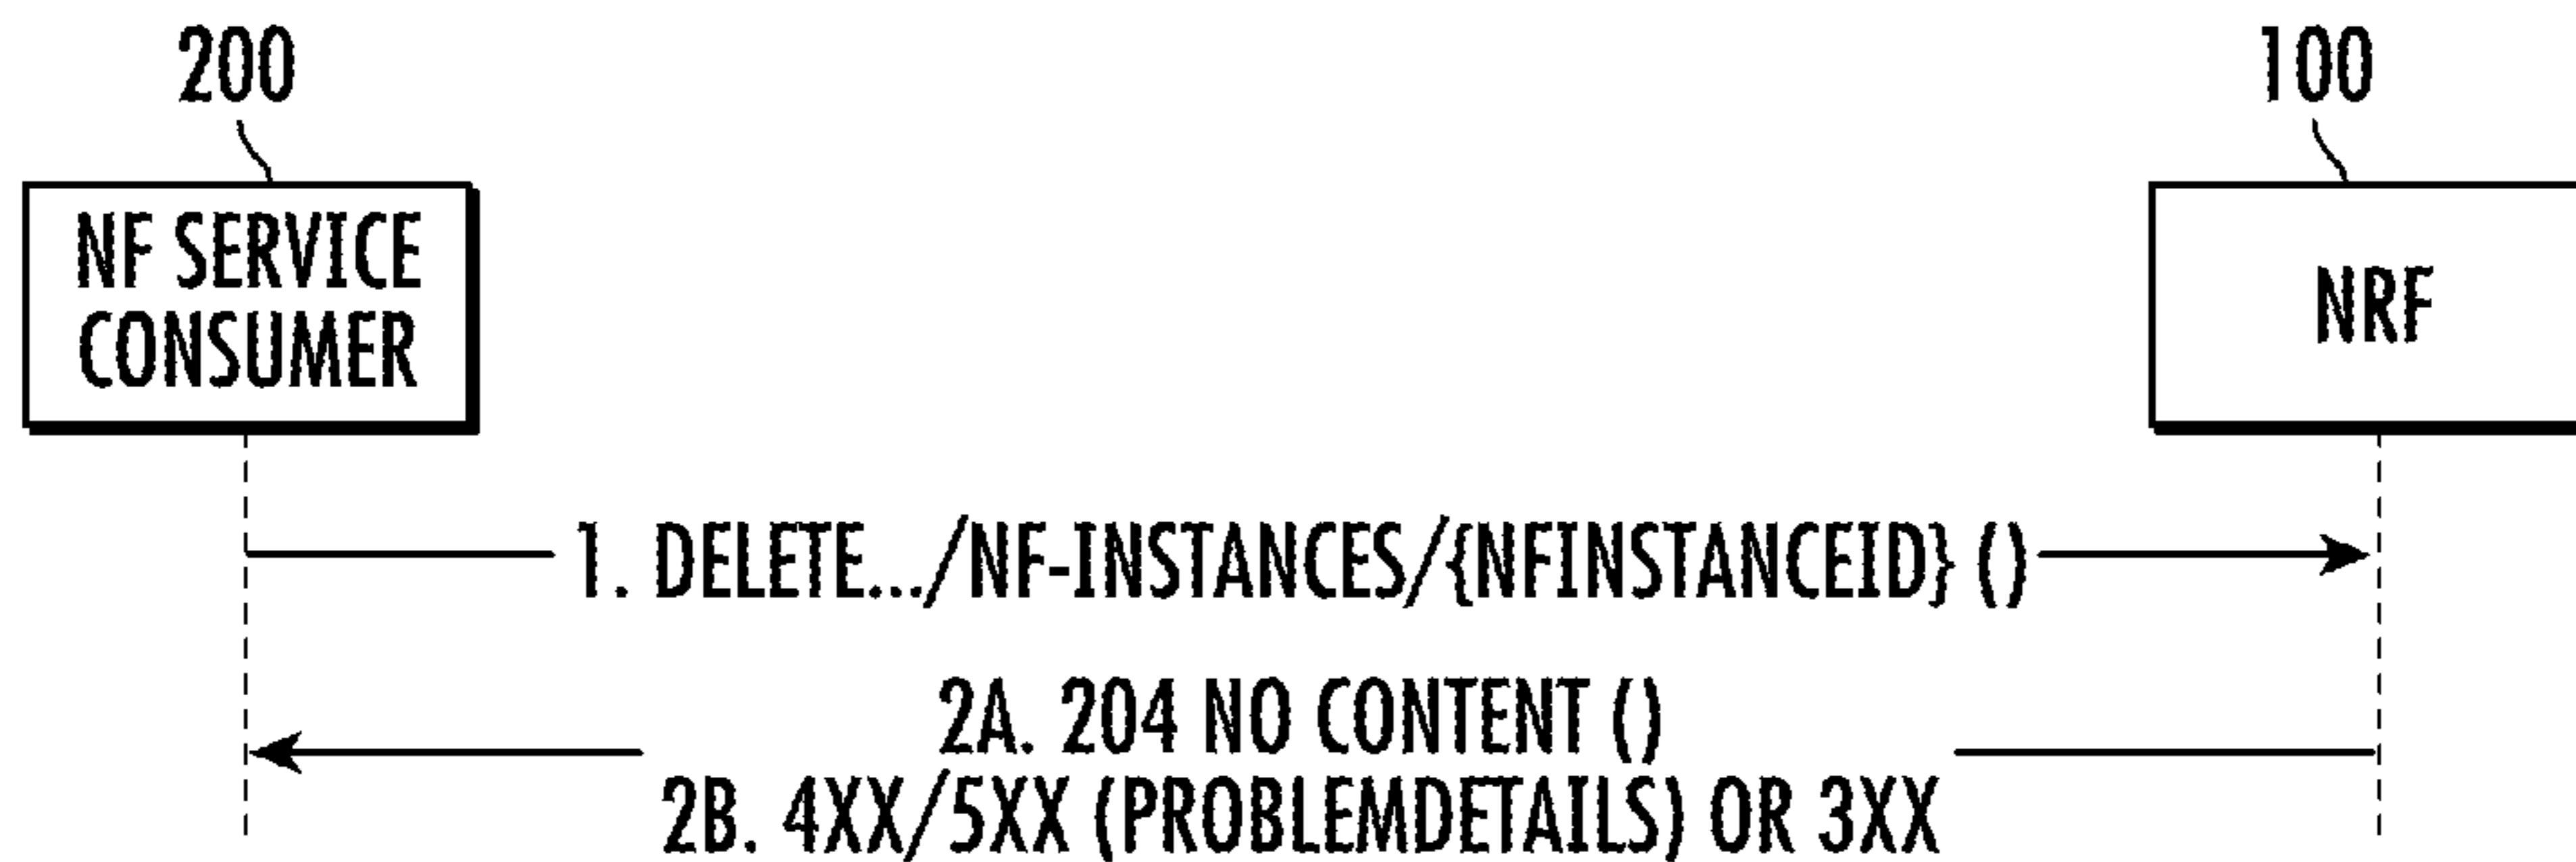 200
100
NF SERVICE
CONSUMER
NRF
1. DELETE.../NF-INSTANCES/{NFINSTANCEID} ()
2A. 204 NO CONTENT ()
2B. 4XX/5XX (PROBLEMDETAILS) OR 3XX